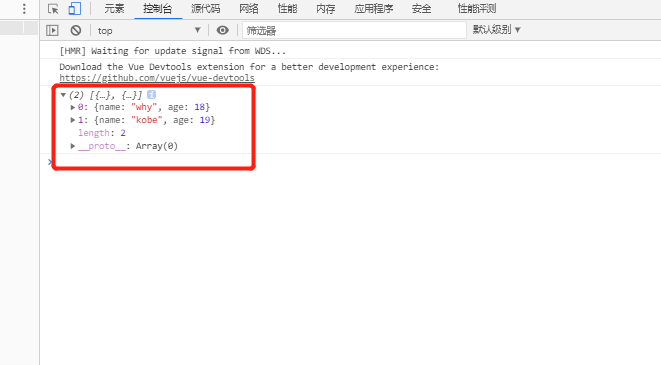 元素 控制台 源代码 网络 性能 内存 应用程序 安全 性能评测
top ▼ 筛选器 默认级别 ▼
[HMR] Waiting for update signal from WDS...
Download the Vue Devtools extension for a better development experience:
https://github.com/vuejs/vue-devtools
▼ (2) [{…}, {…}] i
▶ 0: {name: "why", age: 18}
▶ 1: {name: "kobe", age: 19}
length: 2
▶ __proto__: Array(0)